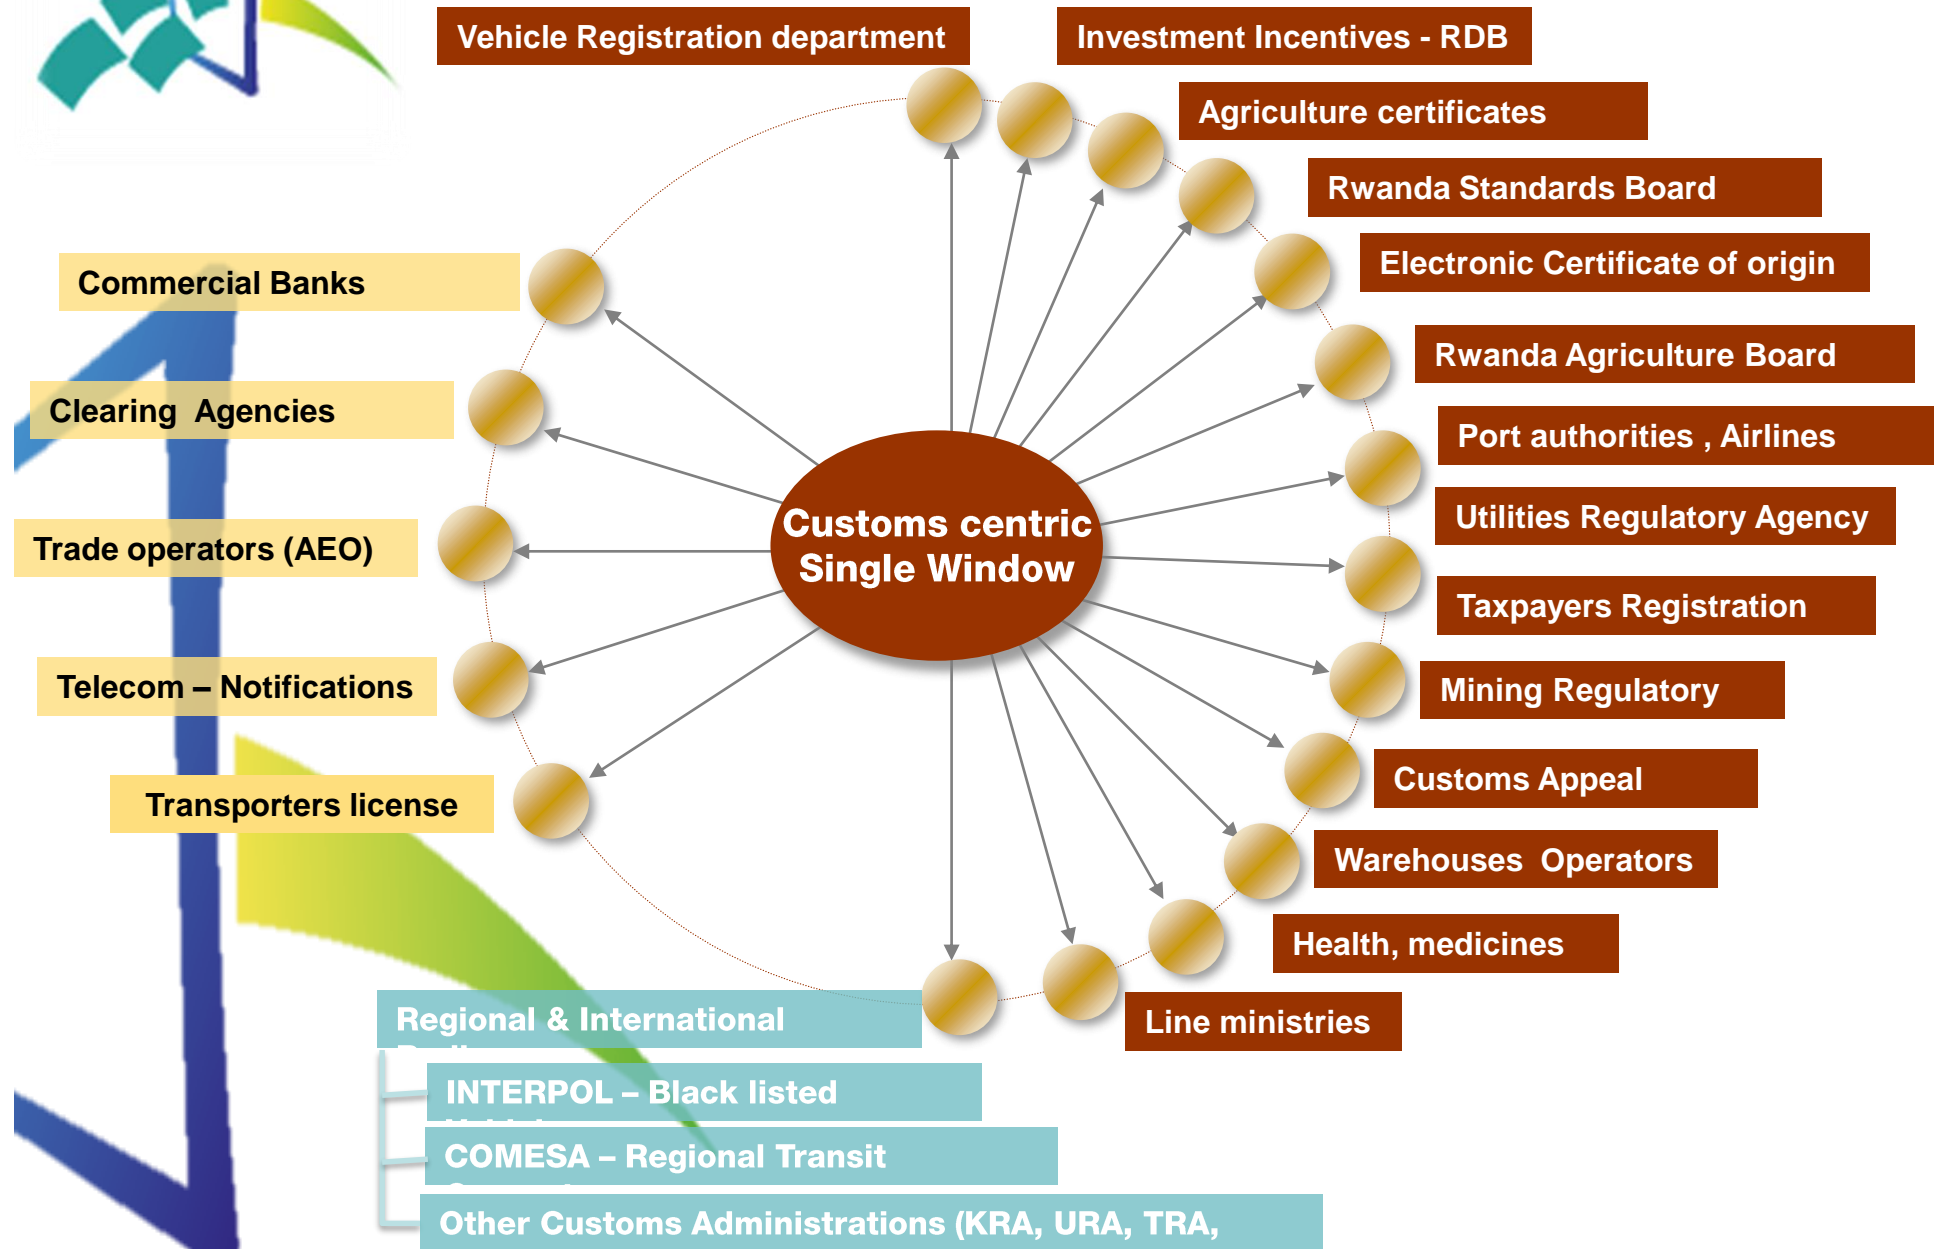 Vehicle Registration department
Investment Incentives - RDB
Agriculture certificates
Rwanda Standards Board
Electronic Certificate of origin
Rwanda Agriculture Board
Port authorities , Airlines
Utilities Regulatory Agency
Taxpayers Registration
Mining Regulatory
Customs Appeal
Warehouses  Operators
Health, medicines
Line ministries
Commercial Banks
Clearing  Agencies
Trade operators (AEO)
Telecom – Notifications
Transporters license
Customs centric
Single Window
Regional & International
INTERPOL – Black listed
COMESA – Regional Transit
Other Customs Administrations (KRA, URA, TRA,